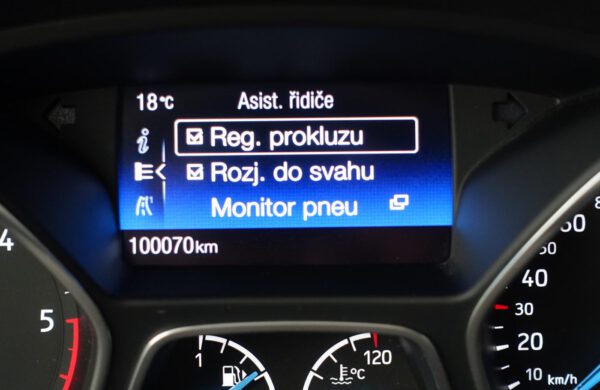 18°C Asist. řidiče
Reg. prokluzu
Rozj. do svahu
Monitor pneu
100070km
4
5
1
120
°C
60
40
30
20
10
km/h